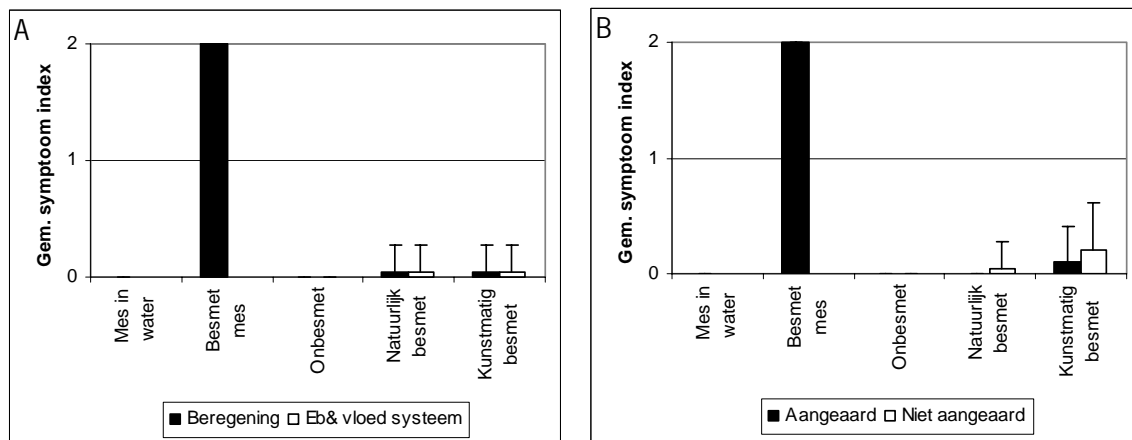 A
Gem. symptoom index
2
1
0
Mes in
water
Besmet
mes
Onbesmet
Natuurlijk
besmet
Kunstmatig
besmet
Beregening
Eb& vloed systeem
B
Gem. symptoom index
2
1
0
Mes in
water
Besmet
mes
Onbesmet
Natuurlijk
besmet
Kunstmatig
besmet
Aangeaard
Niet aangeaard